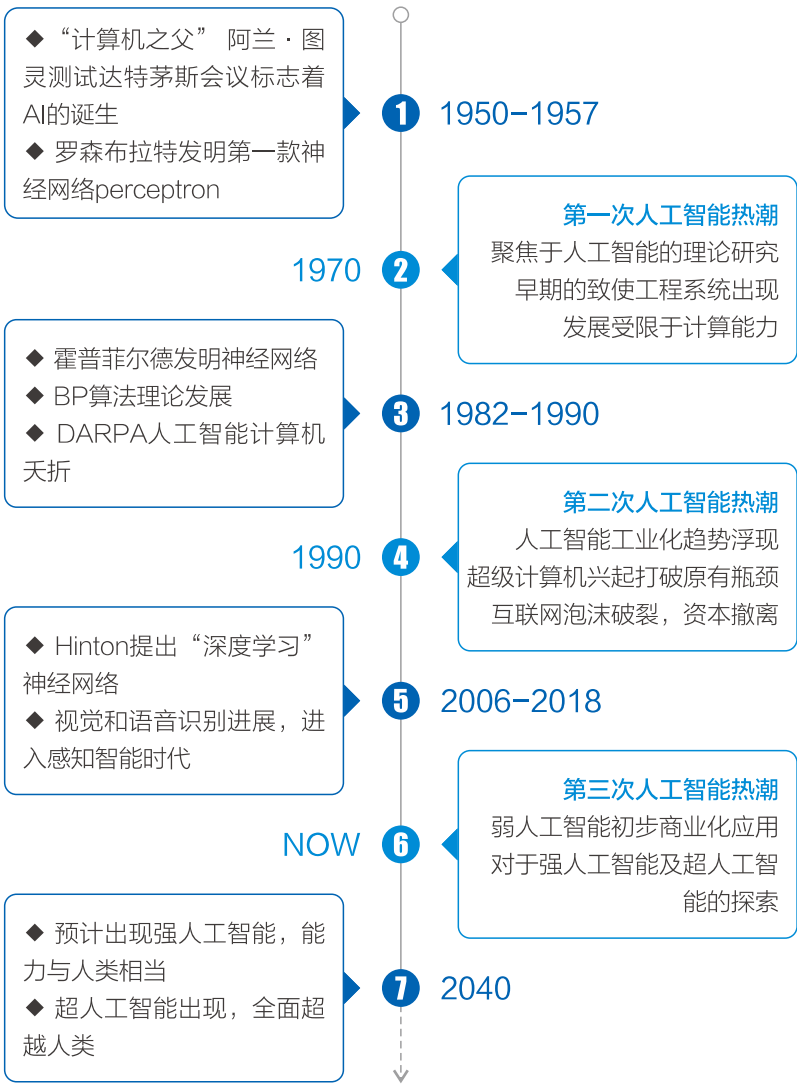 ◆ “计算机之父” 阿兰·图
灵测试达特茅斯会议标志着
AI的诞生
◆ 罗森布拉特发明第一款神
经网络perceptron
1
1950-1957
第一次人工智能热潮
聚焦于人工智能的理论研究
早期的致使工程系统出现
发展受限于计算能力
1970
2
◆ 霍普菲尔德发明神经网络
◆ BP算法理论发展
◆ DARPA人工智能计算机
夭折
3
1982-1990
第二次人工智能热潮
人工智能工业化趋势浮现
超级计算机兴起打破原有瓶颈
互联网泡沫破裂，资本撤离
1990
4
◆ Hinton提出“深度学习”
神经网络
◆ 视觉和语音识别进展，进
入感知智能时代
5
2006-2018
第三次人工智能热潮
弱人工智能初步商业化应用
对于强人工智能及超人工智
能的探索
NOW
6
◆ 预计出现强人工智能，能
力与人类相当
◆ 超人工智能出现，全面超
越人类
7
2040